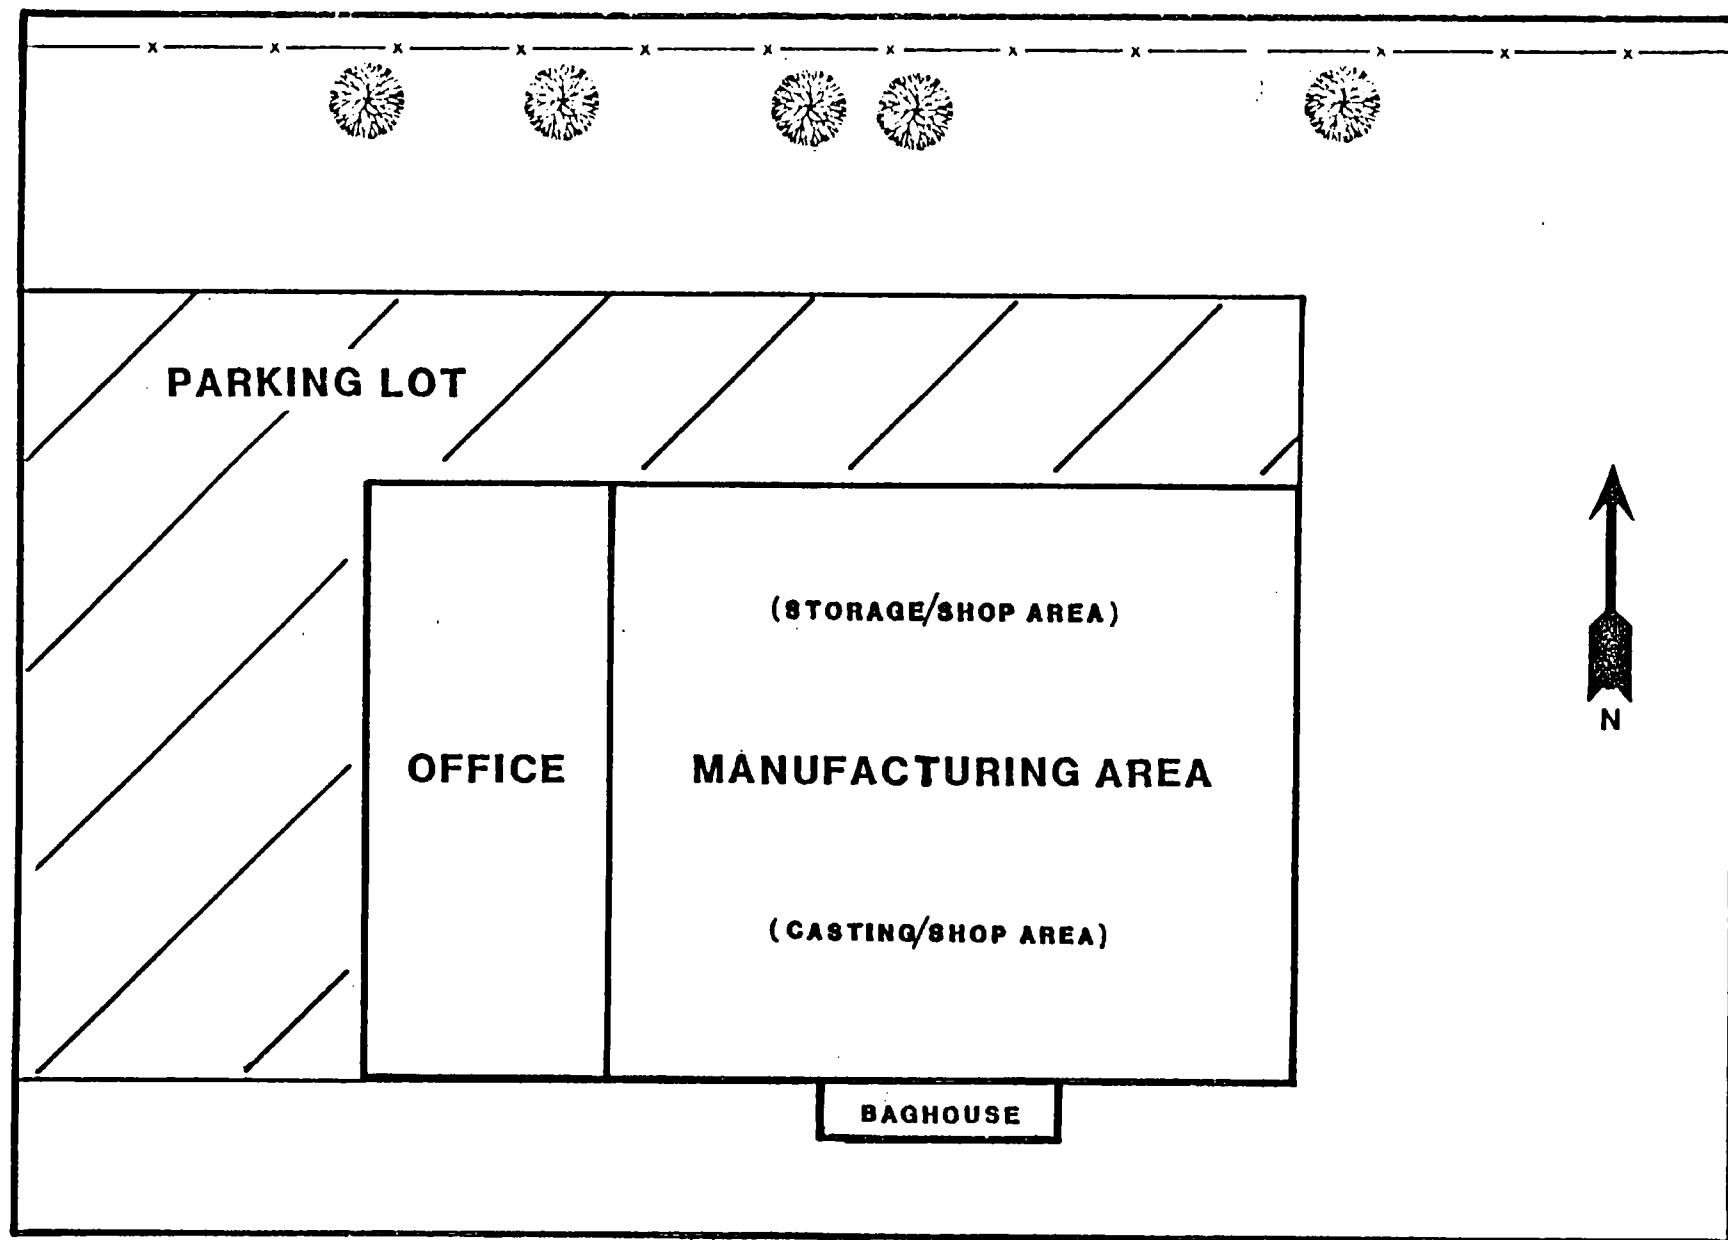 PARKING LOT
(STORAGE/SHOP AREA)
N
OFFICE
MANUFACTURING AREA
(CASTING/SHOP AREA)
BAGHOUSE